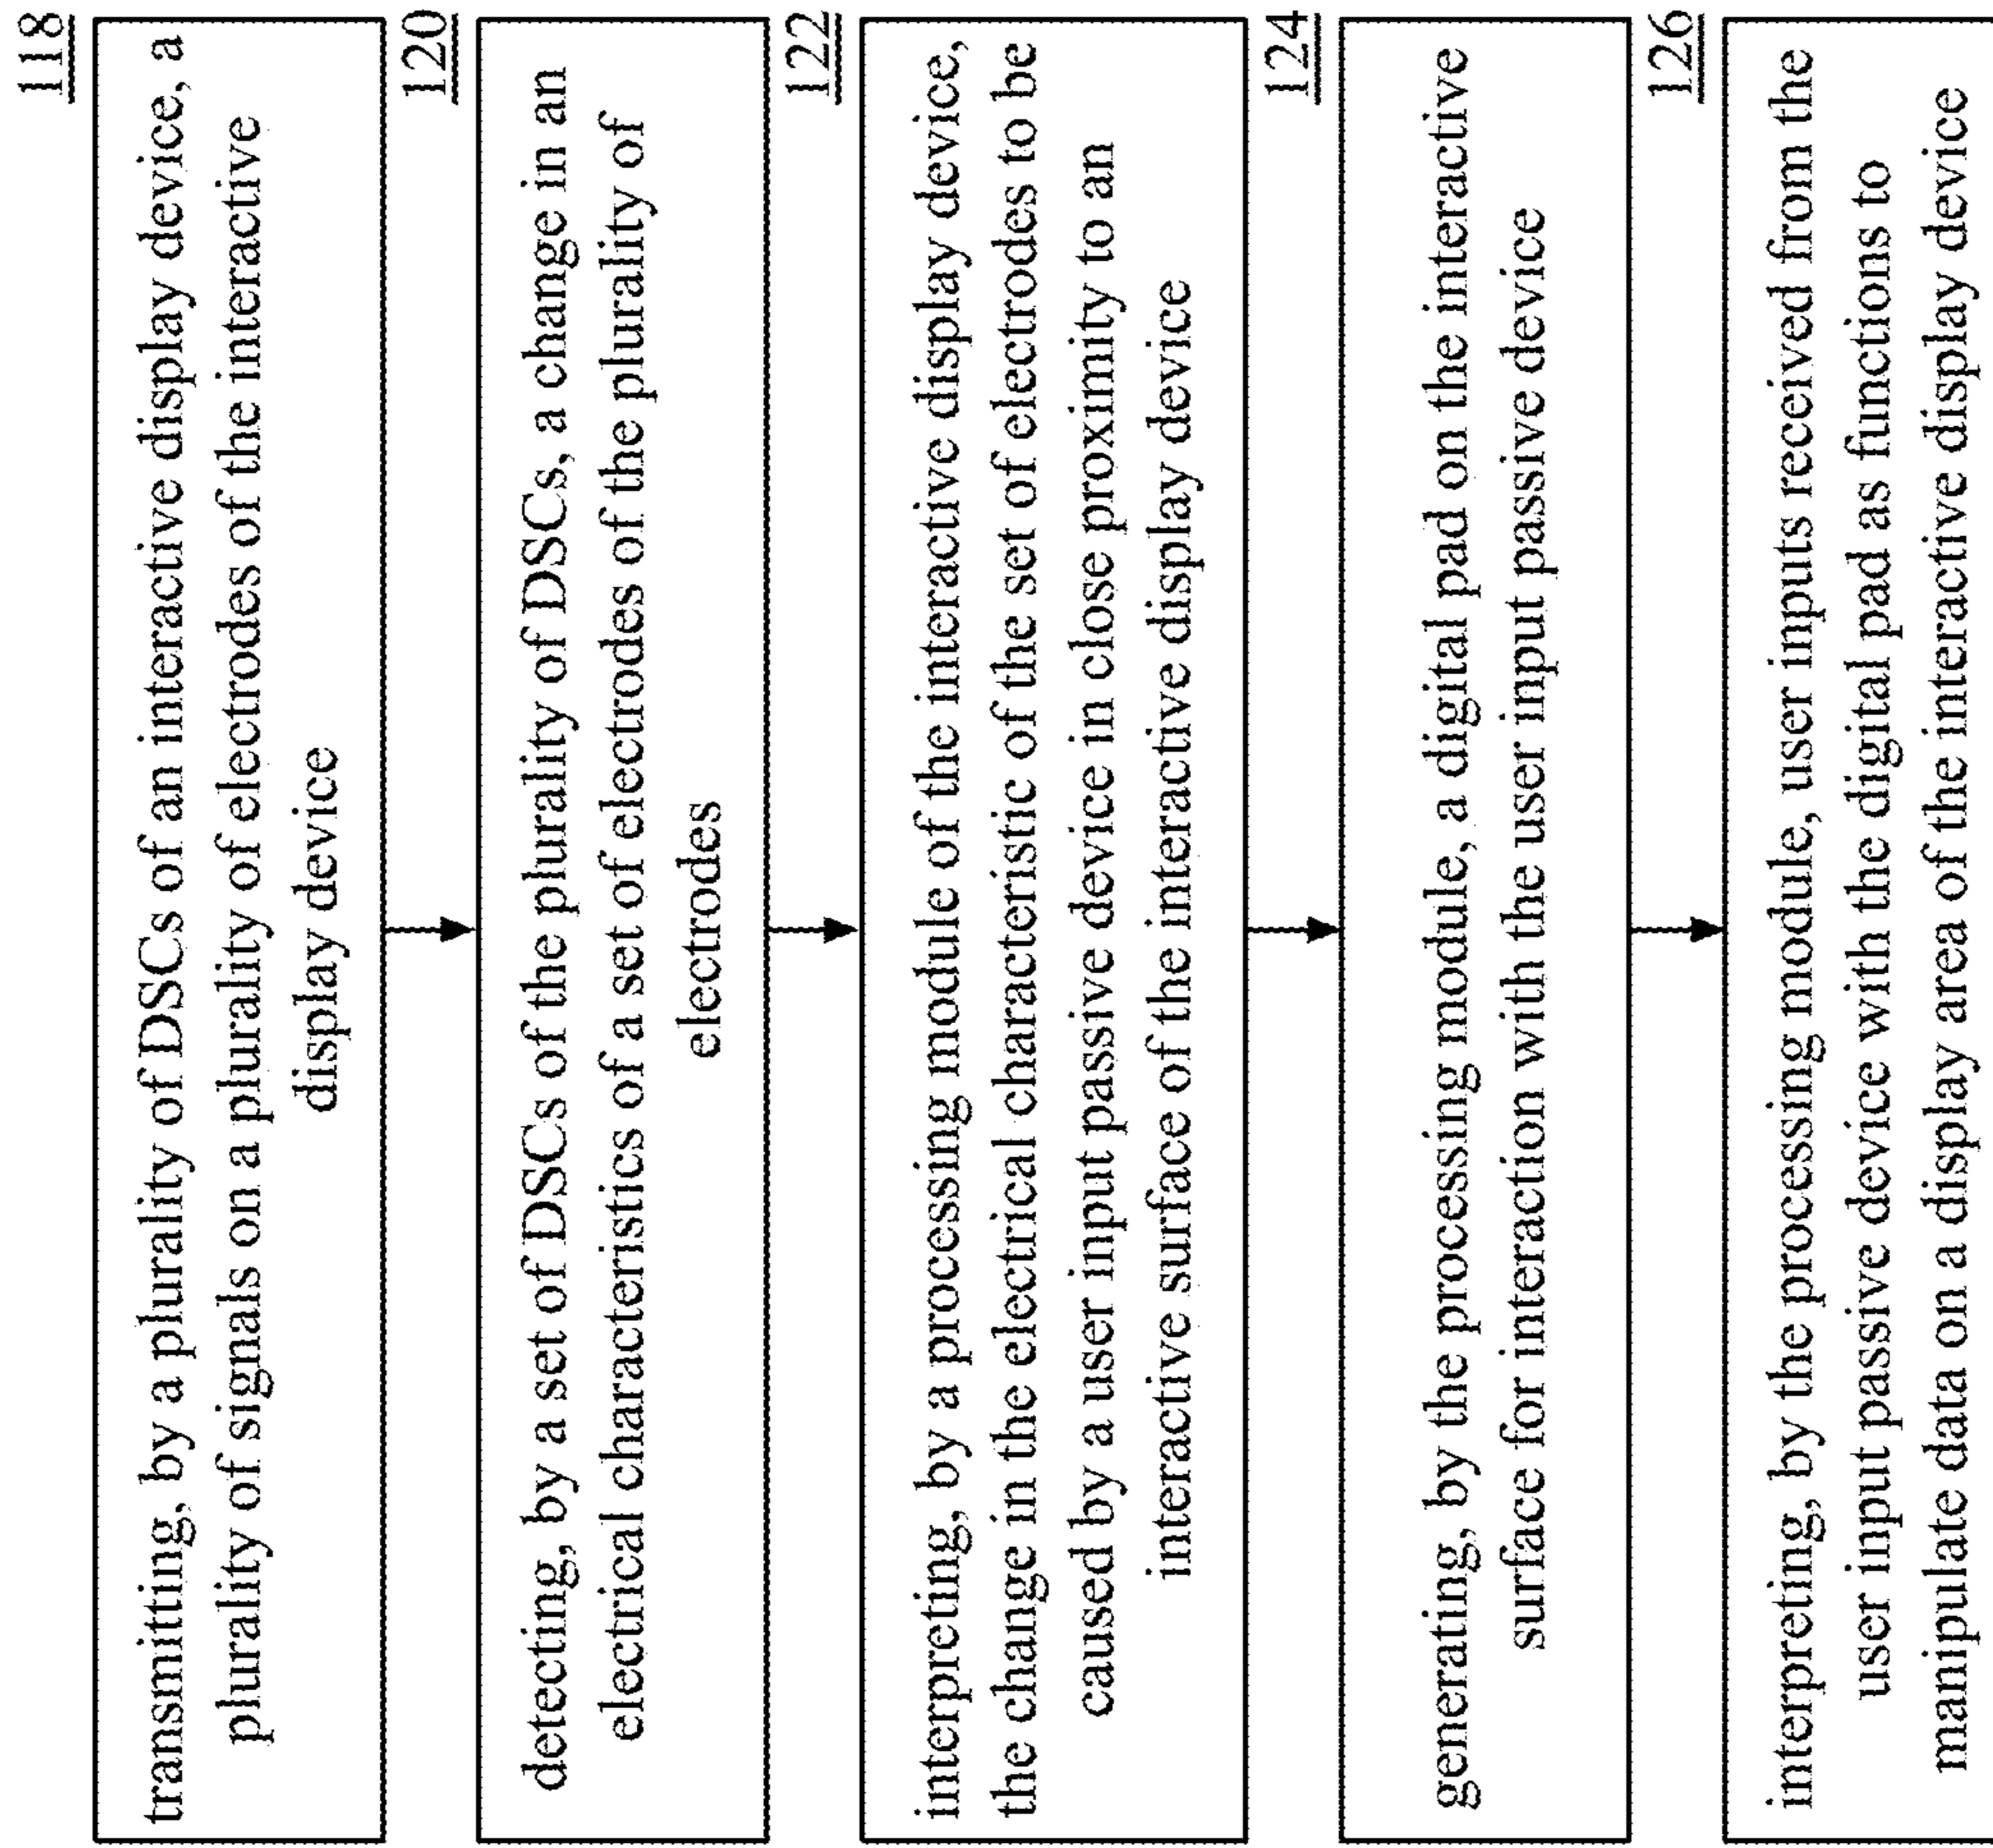 118
transmitting, by a plurality of DSCs of an interactive display device, a
plurality of signals on a plurality of electrodes of the interactive
display device
120
detecting, by a set of DSCs of the plurality of DSCs, a change in an
electrical characteristics of a set of electrodes of the plurality of
electrodes
122
interpreting, by a processing module of the interactive display device,
the change in the electrical characteristic of the set of electrodes to be
caused by a user input passive device in close proximity to an
interactive surface of the interactive display device
124
generating, by the processing module, a digital pad on the interactive
surface for interaction with the user input passive device
126
interpreting, by the processing module, user inputs received from the
user input passive device with the digital pad as functions to
manipulate data on a display area of the interactive display device